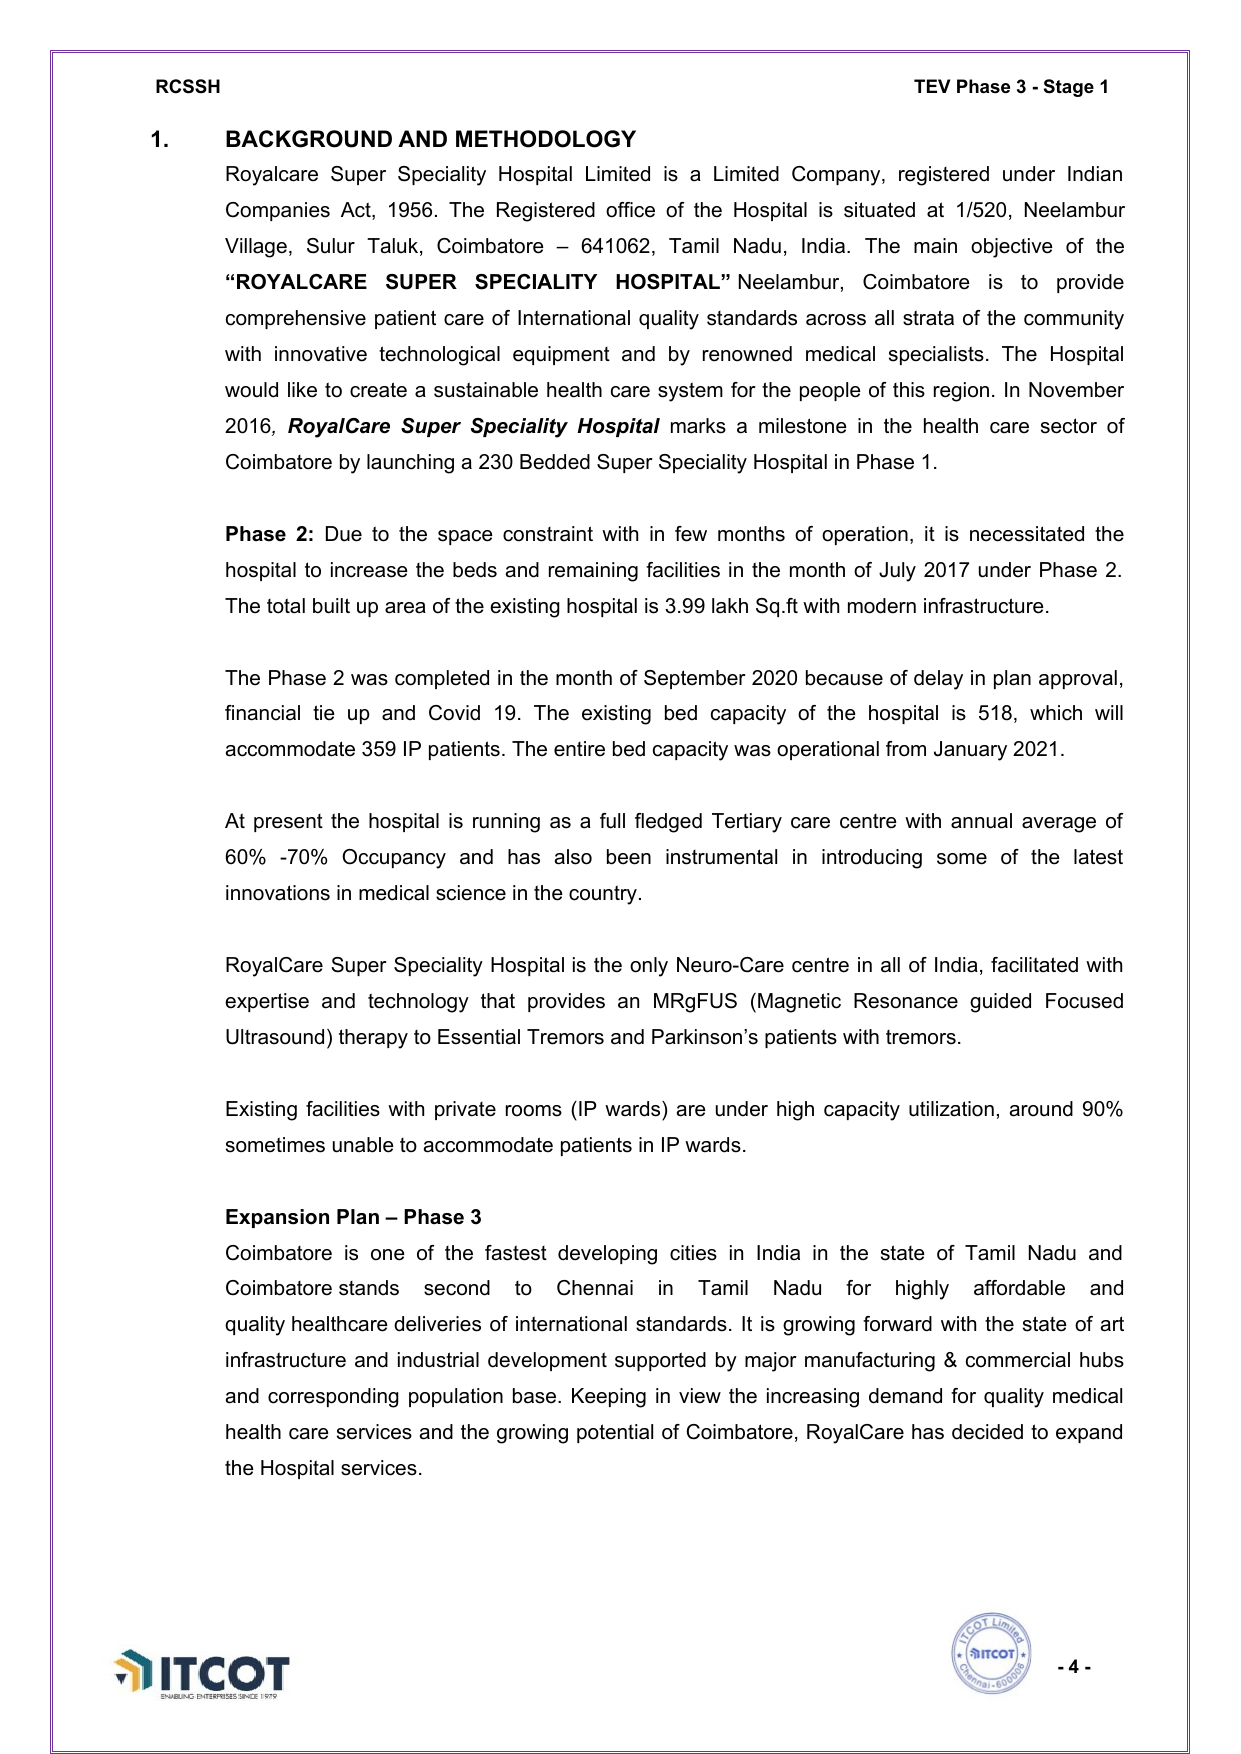 RCSSH TEV Phase 3 - Stage 1
1. BACKGROUND AND METHODOLOGY
Royalcare Super Speciality Hospital Limited is a Limited Company, registered under Indian
Companies Act, 1956. The Registered office of the Hospital is situated at 1/520, Neelambur
Village, Sulur Taluk, Coimbatore – 641062, Tamil Nadu, India. The main objective of the
“ROYALCARE SUPER SPECIALITY HOSPITAL” Neelambur, Coimbatore is to provide
comprehensive patient care of International quality standards across all strata of the community
with innovative technological equipment and by renowned medical specialists. The Hospital
would like to create a sustainable health care system for the people of this region. In November
2016, RoyalCare Super Speciality Hospital marks a milestone in the health care sector of
Coimbatore by launching a 230 Bedded Super Speciality Hospital in Phase 1.
Phase 2: Due to the space constraint with in few months of operation, it is necessitated the
hospital to increase the beds and remaining facilities in the month of July 2017 under Phase 2.
The total built up area of the existing hospital is 3.99 lakh Sq.ft with modern infrastructure.
The Phase 2 was completed in the month of September 2020 because of delay in plan approval,
financial tie up and Covid 19. The existing bed capacity of the hospital is 518, which will
accommodate 359 IP patients. The entire bed capacity was operational from January 2021.
At present the hospital is running as a full fledged Tertiary care centre with annual average of
60% -70% Occupancy and has also been instrumental in introducing some of the latest
innovations in medical science in the country.
RoyalCare Super Speciality Hospital is the only Neuro-Care centre in all of India, facilitated with
expertise and technology that provides an MRgFUS (Magnetic Resonance guided Focused
Ultrasound) therapy to Essential Tremors and Parkinson’s patients with tremors.
Existing facilities with private rooms (IP wards) are under high capacity utilization, around 90%
sometimes unable to accommodate patients in IP wards.
Expansion Plan – Phase 3
Coimbatore is one of the fastest developing cities in India in the state of Tamil Nadu and
Coimbatore stands second to Chennai in Tamil Nadu for highly affordable and
quality healthcare deliveries of international standards. It is growing forward with the state of art
infrastructure and industrial development supported by major manufacturing & commercial hubs
and corresponding population base. Keeping in view the increasing demand for quality medical
health care services and the growing potential of Coimbatore, RoyalCare has decided to expand
the Hospital services.
ITCOT
ENABLING ENTERPRISES SINCE 1979
ITCOT Limited
ITCOT
Chennai-600006
- 4 -